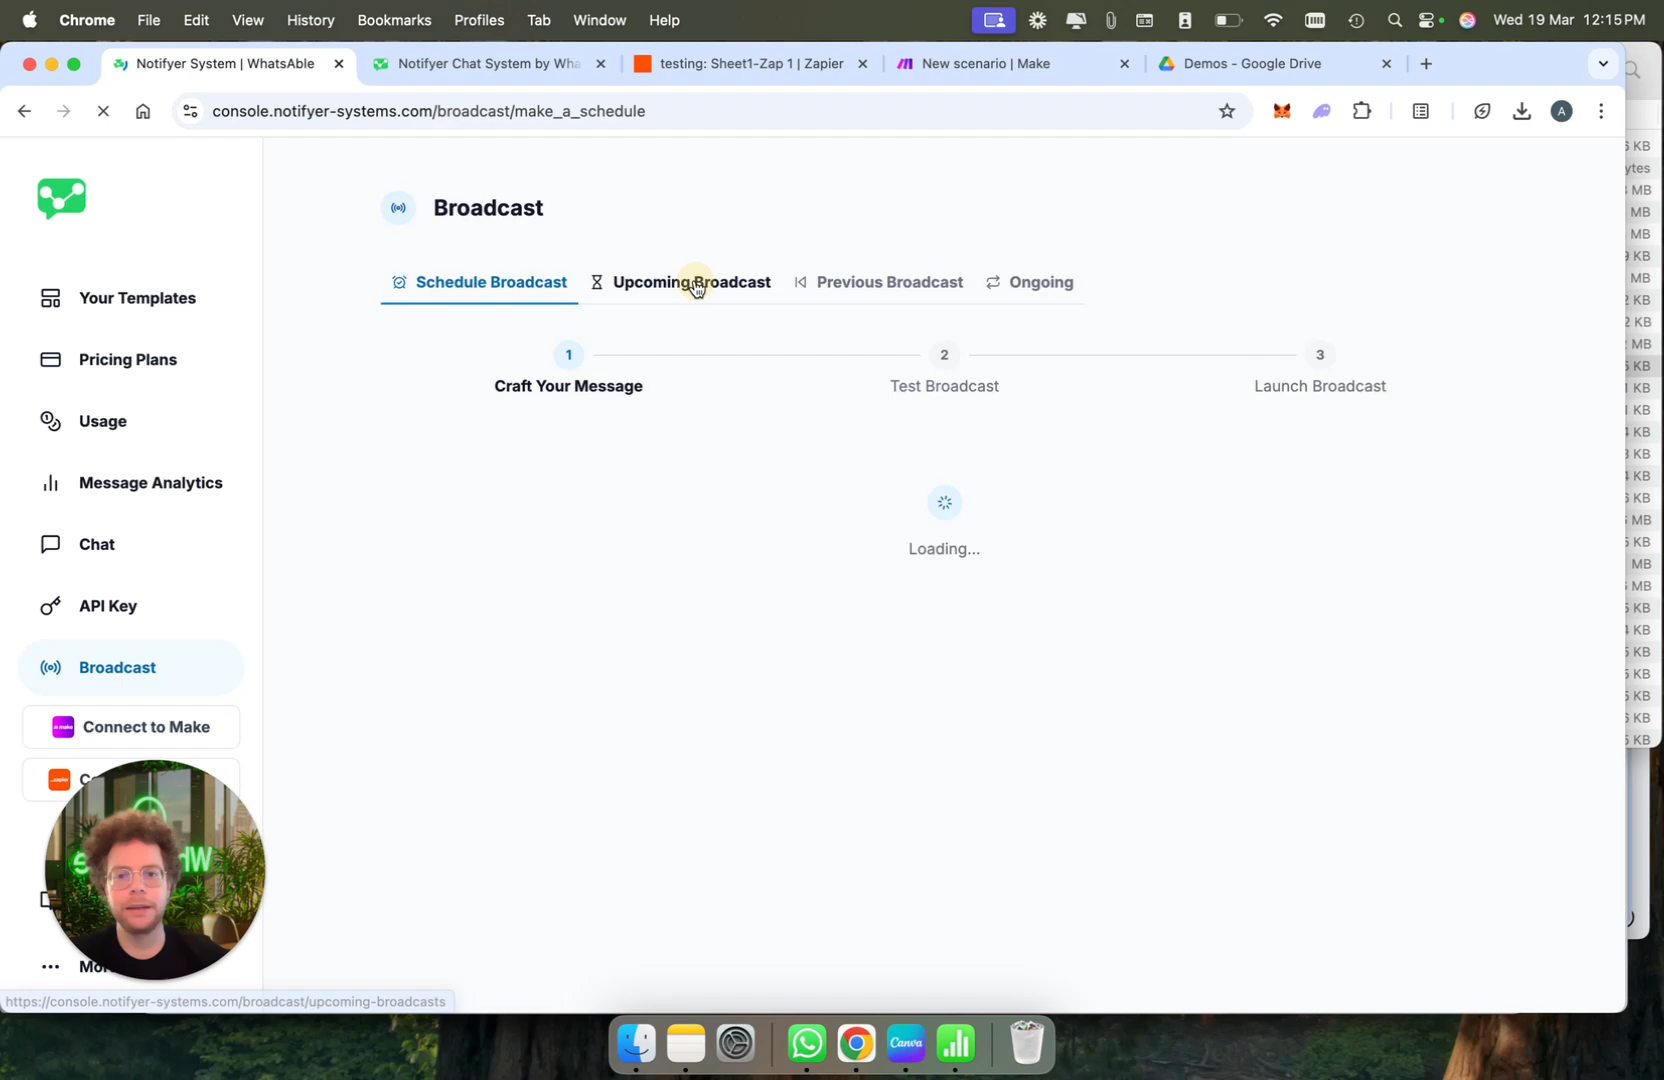 Chrome File Edit View History Bookmarks Profiles Tab Window Help Wed 19 Mar 12:15 PM
Notifyer System | WhatsAble Notifyer Chat System by Wha testing: Sheet1-Zap 1 | Zapier New scenario | Make Demos - Google Drive
console.notifyer-systems.com/broadcast/make_a_schedule A
Broadcast
Schedule Broadcast Upcoming Broadcast Previous Broadcast Ongoing
1 2 3
Craft Your Message Test Broadcast Launch Broadcast
Loading...
Your Templates
Pricing Plans
Usage
Message Analytics
Chat
API Key
Broadcast
make Connect to Make
zapier
https://console.notifyer-systems.com/broadcast/upcoming-broadcasts
Canva